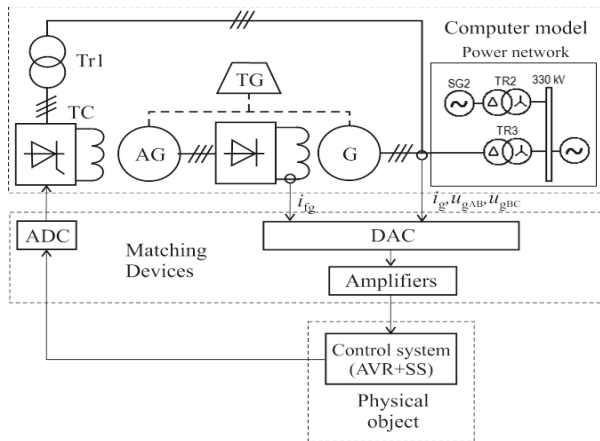 Computer model
Power network
Tr1
TG
SG2
TR2
330 kV
TC
TR3
AG
G
i_fg
i_g, u_gAB, u_gBC
ADC
Matching
Devices
DAC
Amplifiers
Control system
(AVR+SS)
Physical
object